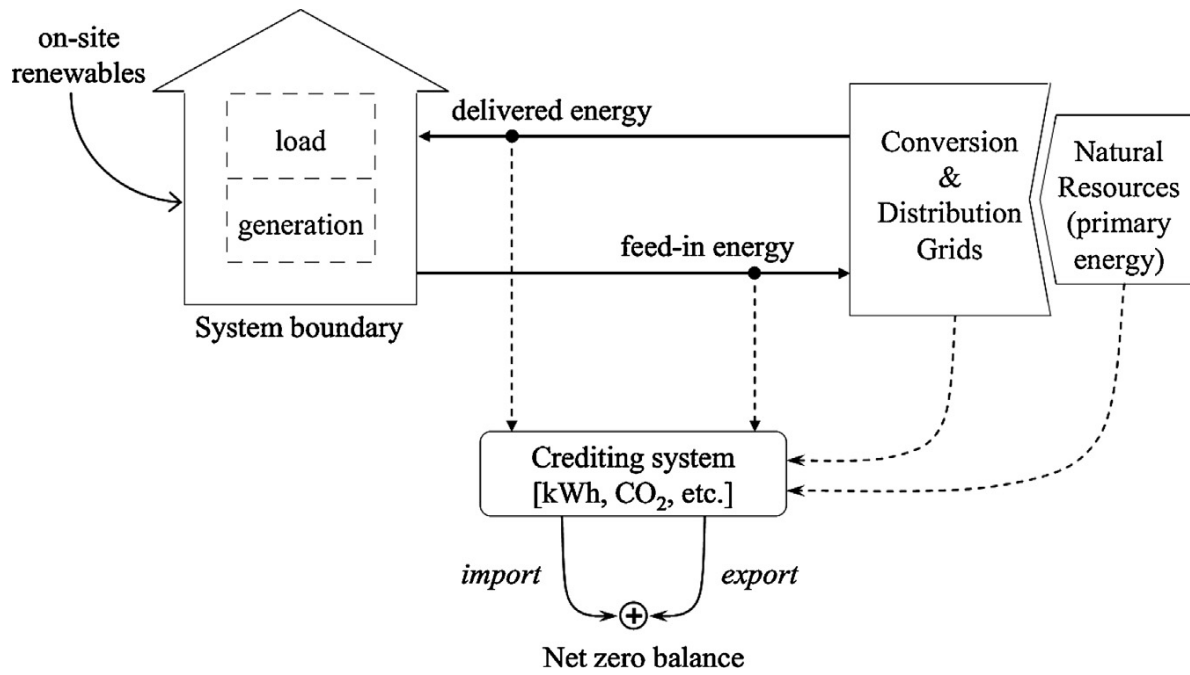 on-site
renewables
load
generation
System boundary
delivered energy
feed-in energy
Conversion
&
Distribution
Grids
Natural
Resources
(primary
energy)
Crediting system
[kWh, CO₂, etc.]
import
export
Net zero balance